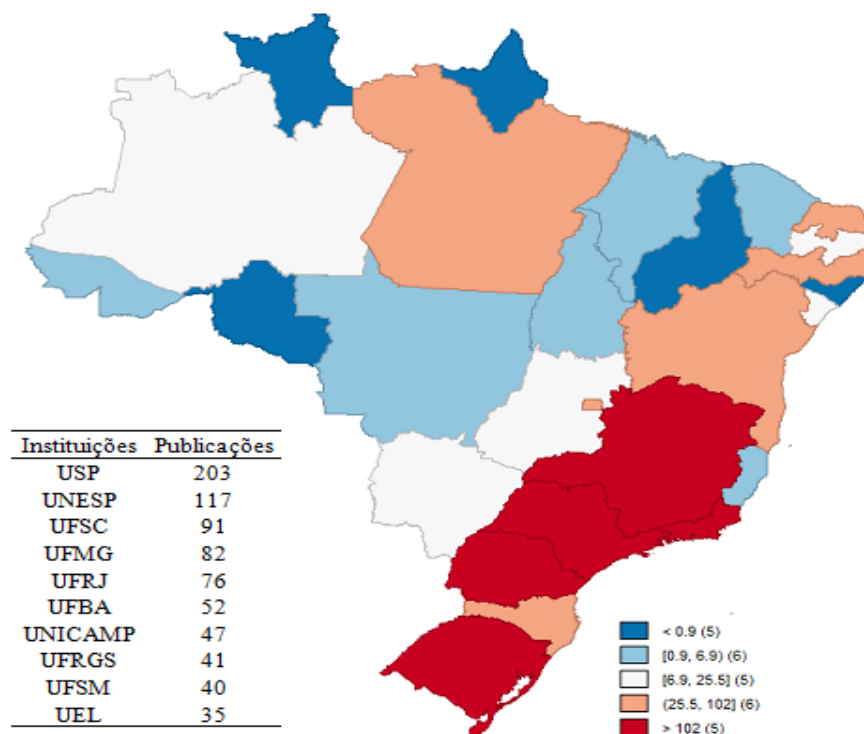 Instituições Publicações
USP 203
UNESP 117
UFSC 91
UFMG 82
UFRJ 76
UFBA 52
UNICAMP 47
UFRGS 41
UFSM 40
UEL 35
< 0.9 (5)
[0.9, 6.9) (6)
[6.9, 25.5] (5)
(25.5, 102] (6)
> 102 (5)